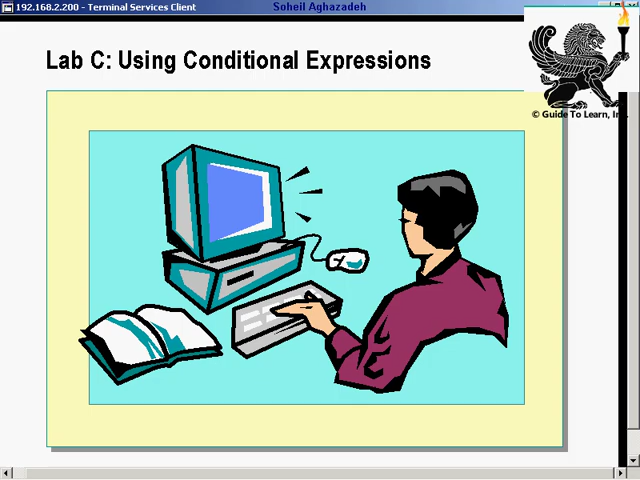 192.168.2.200 - Terminal Services Client
Soheil Aghazadeh
Lab C: Using Conditional Expressions
© Guide To Learn, Inc.